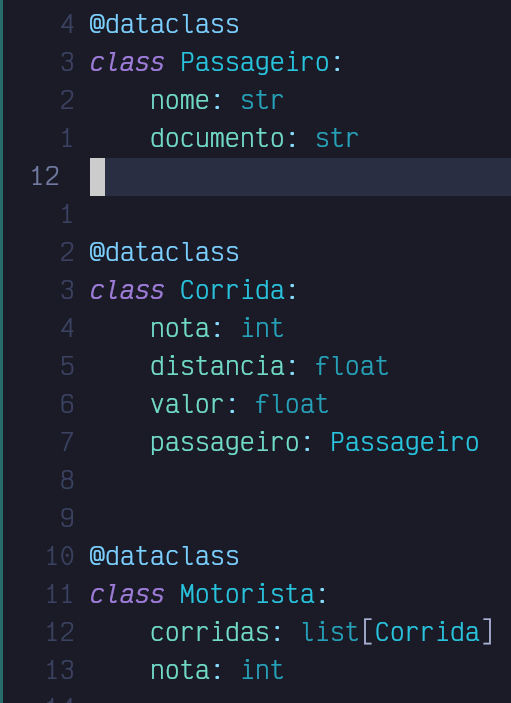 4 @dataclass
3 class Passageiro:
2     nome: str
1     documento: str
12
1
2 @dataclass
3 class Corrida:
4     nota: int
5     distancia: float
6     valor: float
7     passageiro: Passageiro
8
9
10 @dataclass
11 class Motorista:
12     corridas: list[Corrida]
13     nota: int